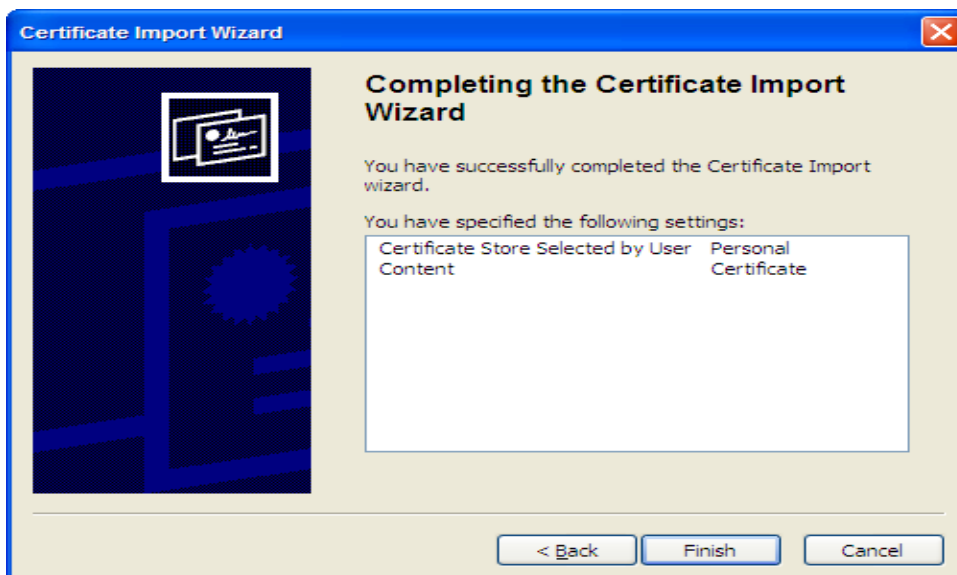 Certificate Import Wizard
Completing the Certificate Import
Wizard
You have successfully completed the Certificate Import
wizard.
You have specified the following settings:
Certificate Store Selected by User Personal
Content Certificate
< Back Finish Cancel